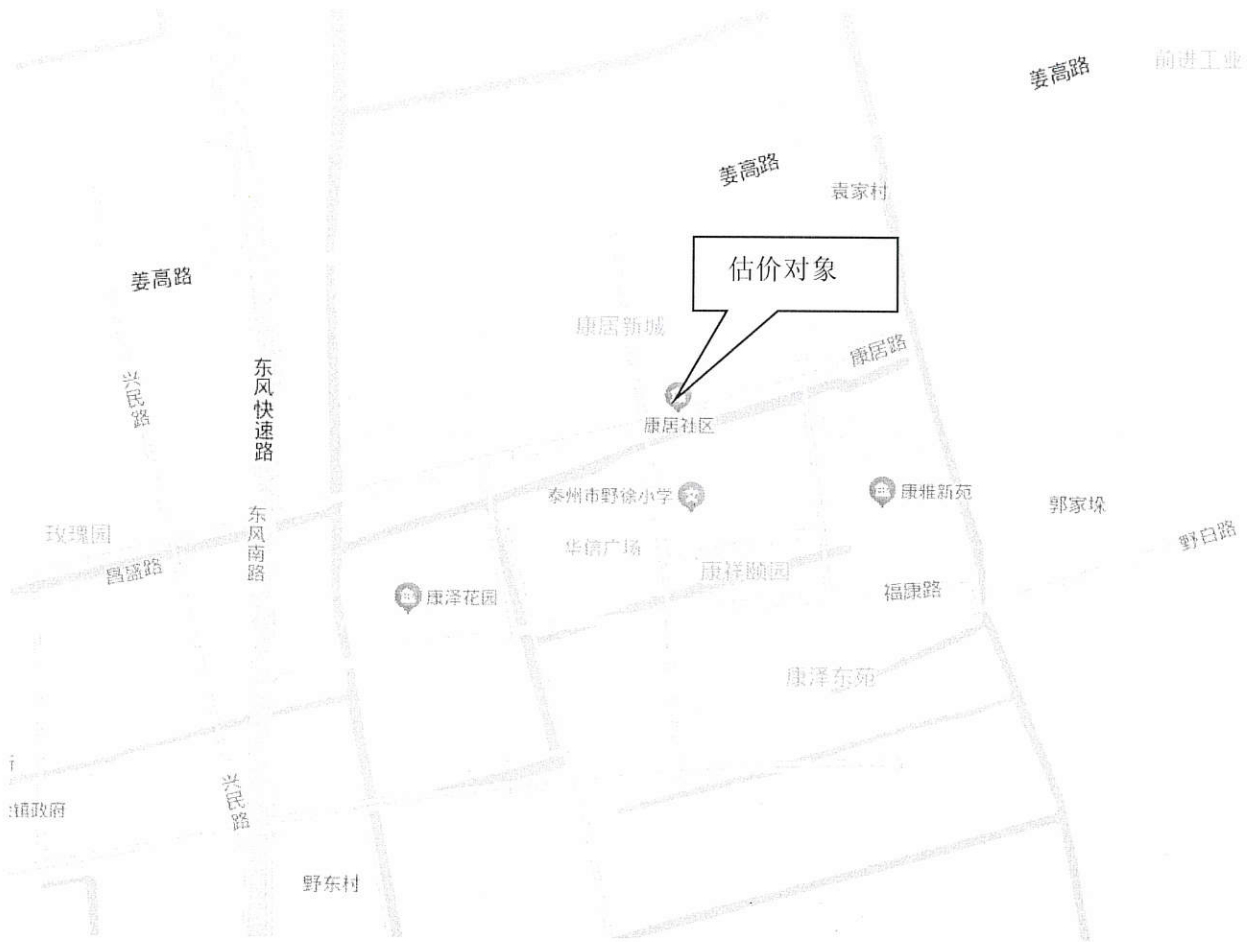 姜高路
前进工业
姜高路
袁家村
估价对象
姜高路
康居新城
康居路
东风快速路
兴民路
康居社区
泰州市野徐小学
康雅新苑
郭家垛
玫瑰园
东风南路
华信广场
野白路
昌盛路
康祥颐园
康泽花园
福康路
康泽东苑
兴民路
镇政府
野东村